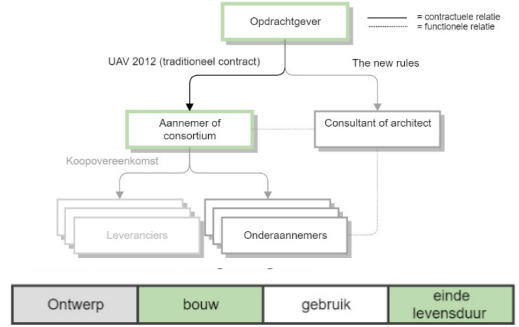 Opdrachtgever
= contractuele relatie
= functionele relatie
UAV 2012 (traditioneel contract)
The new rules
Aannemer of
consortium
Consultant of architect
Koopovereenkomst
Leveranciers
Onderaannemers
Ontwerp
bouw
gebruik
einde
levensduur